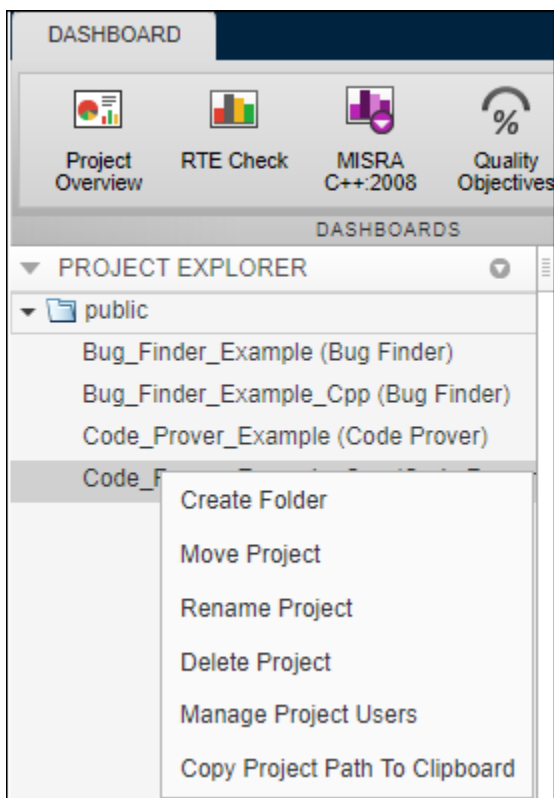 DASHBOARD
Project Overview
RTE Check
MISRA C++:2008
%
Quality Objectives
DASHBOARDS
PROJECT EXPLORER
public
Bug_Finder_Example (Bug Finder)
Bug_Finder_Example_Cpp (Bug Finder)
Code_Prover_Example (Code Prover)
Create Folder
Move Project
Rename Project
Delete Project
Manage Project Users
Copy Project Path To Clipboard